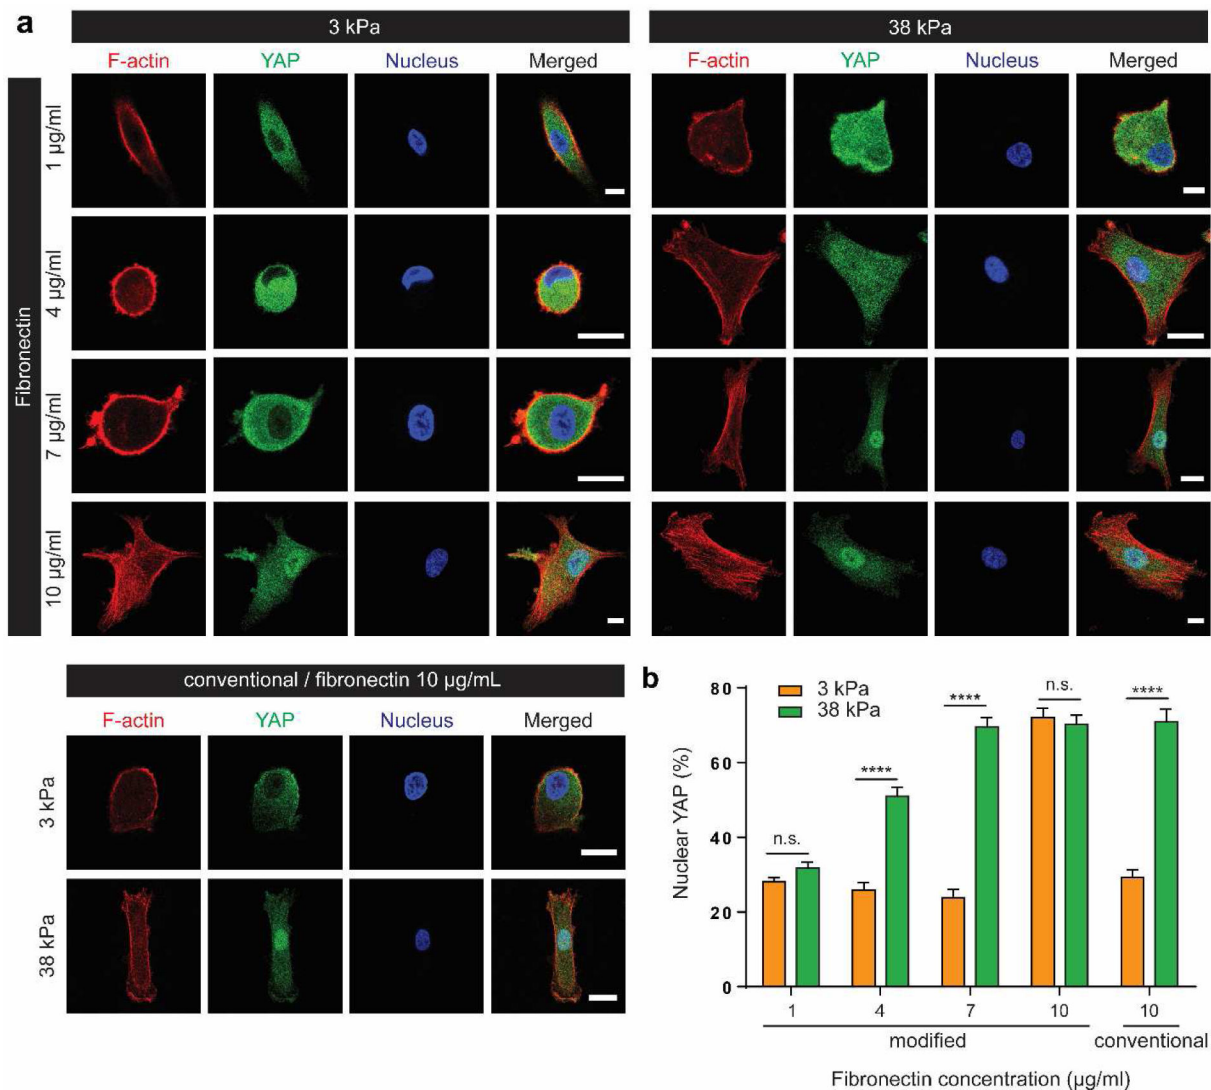 a
3 kPa
F-actin YAP Nucleus Merged
38 kPa
F-actin YAP Nucleus Merged
Fibronectin
1 µg/ml
4 µg/ml
7 µg/ml
10 µg/ml
conventional / fibronectin 10 µg/mL
F-actin YAP Nucleus Merged
3 kPa
38 kPa
b
3 kPa
38 kPa
Nuclear YAP (%)
80
60
40
20
0
n.s.
****
****
n.s.
****
1 4 7 10 10
modified conventional
Fibronectin concentration (µg/ml)